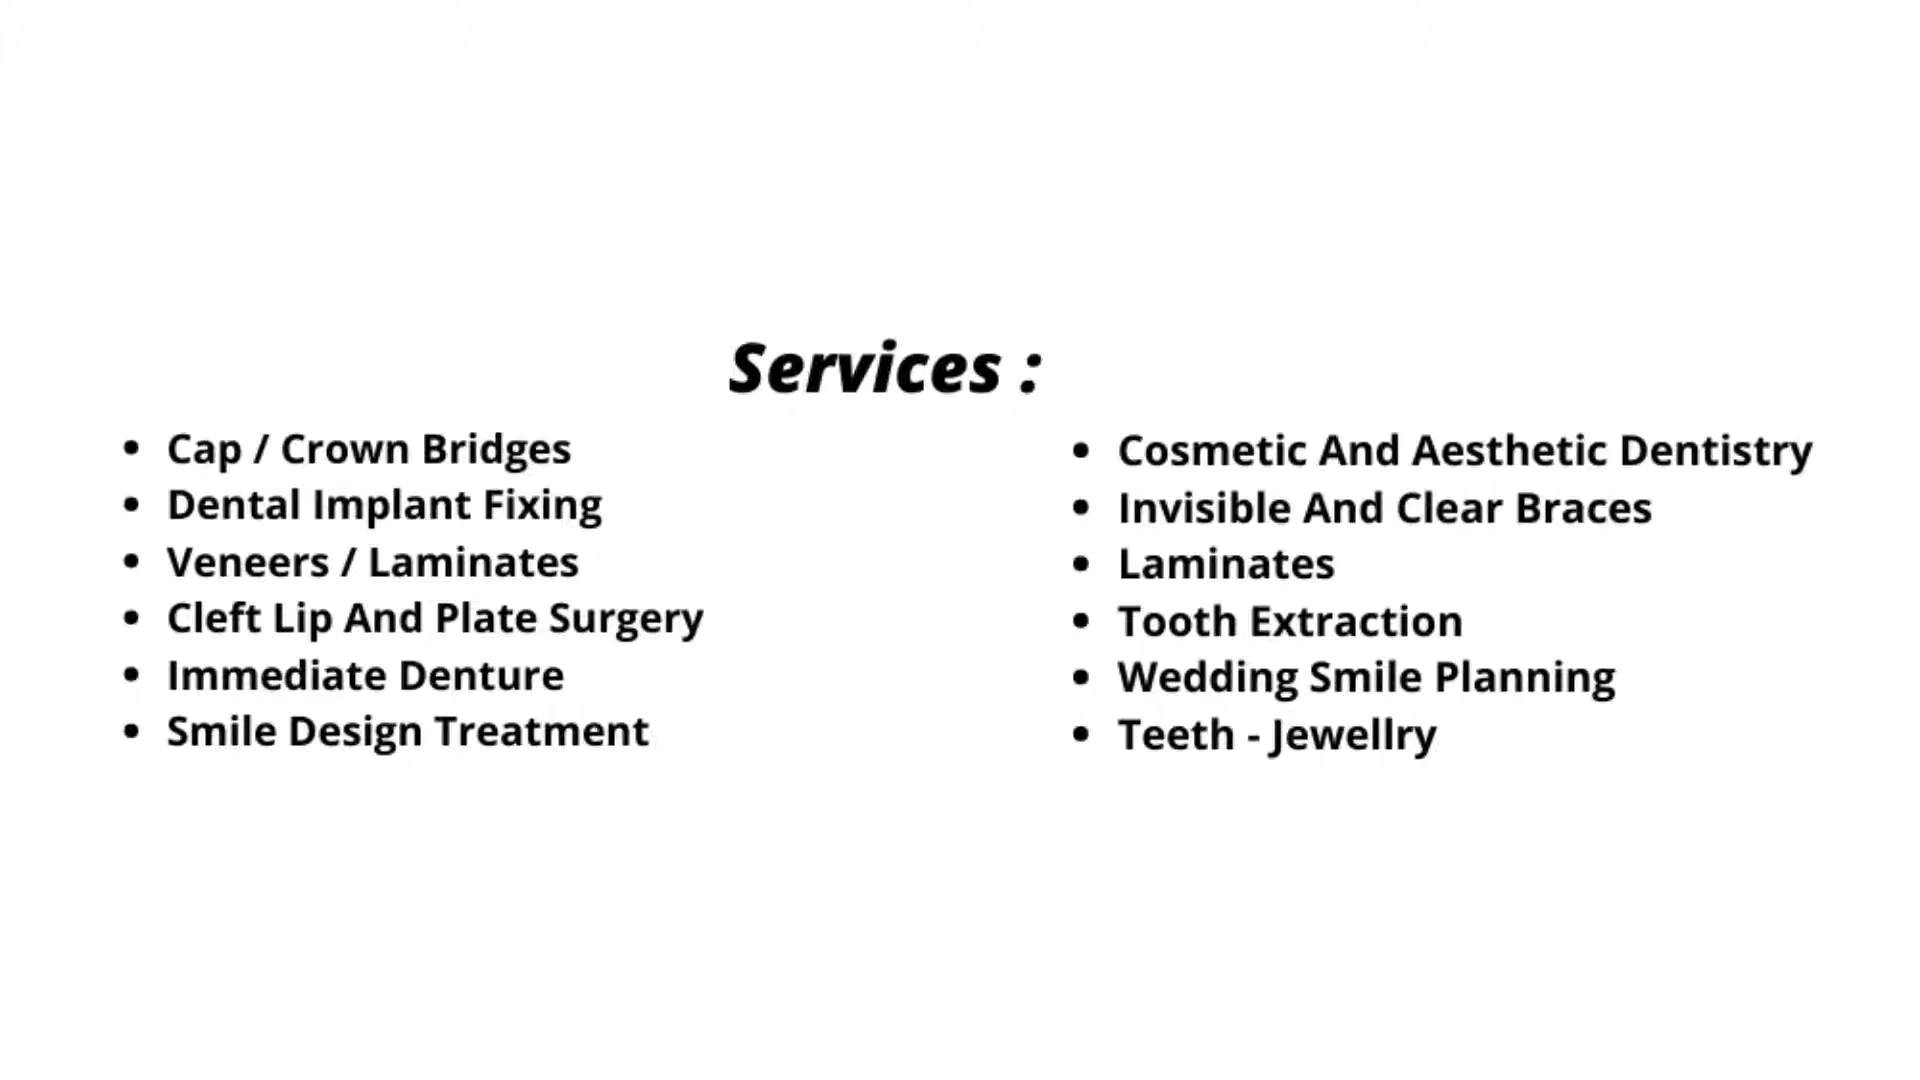 Services :
• Cap / Crown Bridges
• Dental Implant Fixing
• Veneers / Laminates
• Cleft Lip And Plate Surgery
• Immediate Denture
• Smile Design Treatment
• Cosmetic And Aesthetic Dentistry
• Invisible And Clear Braces
• Laminates
• Tooth Extraction
• Wedding Smile Planning
• Teeth - Jewellry